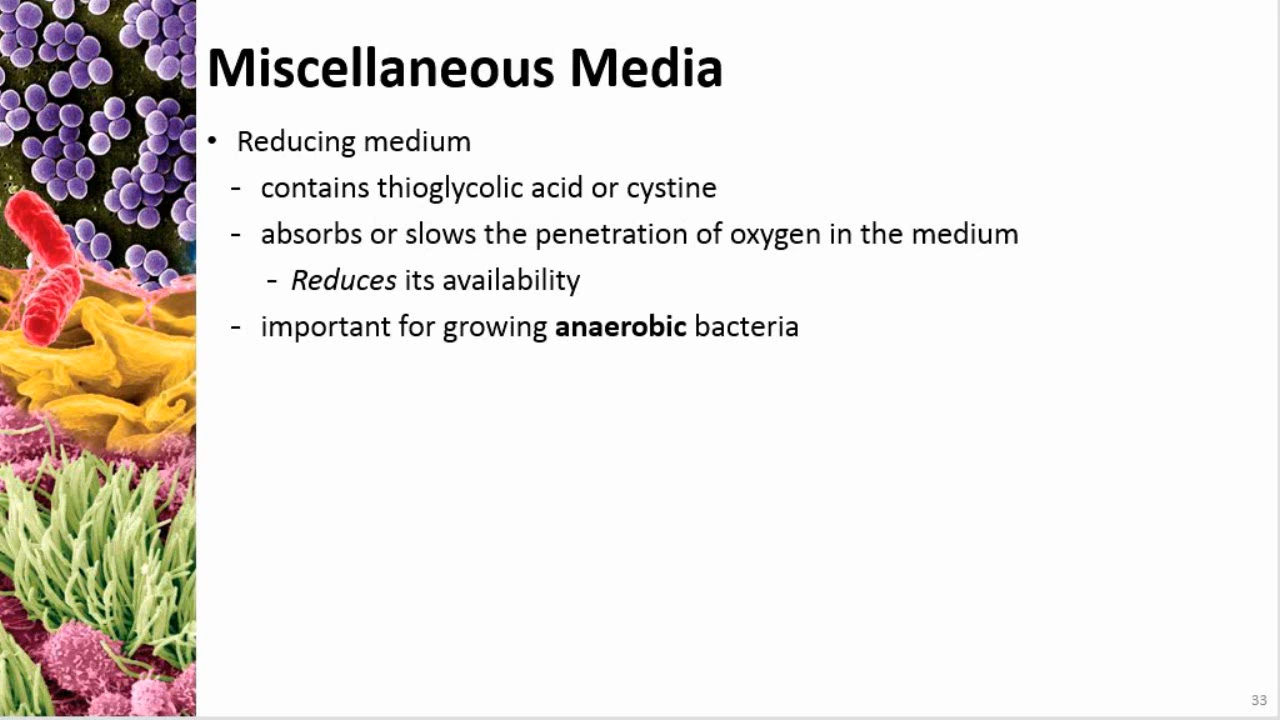 Miscellaneous Media
• Reducing medium
- contains thioglycolic acid or cystine
- absorbs or slows the penetration of oxygen in the medium
- Reduces its availability
- important for growing anaerobic bacteria
33